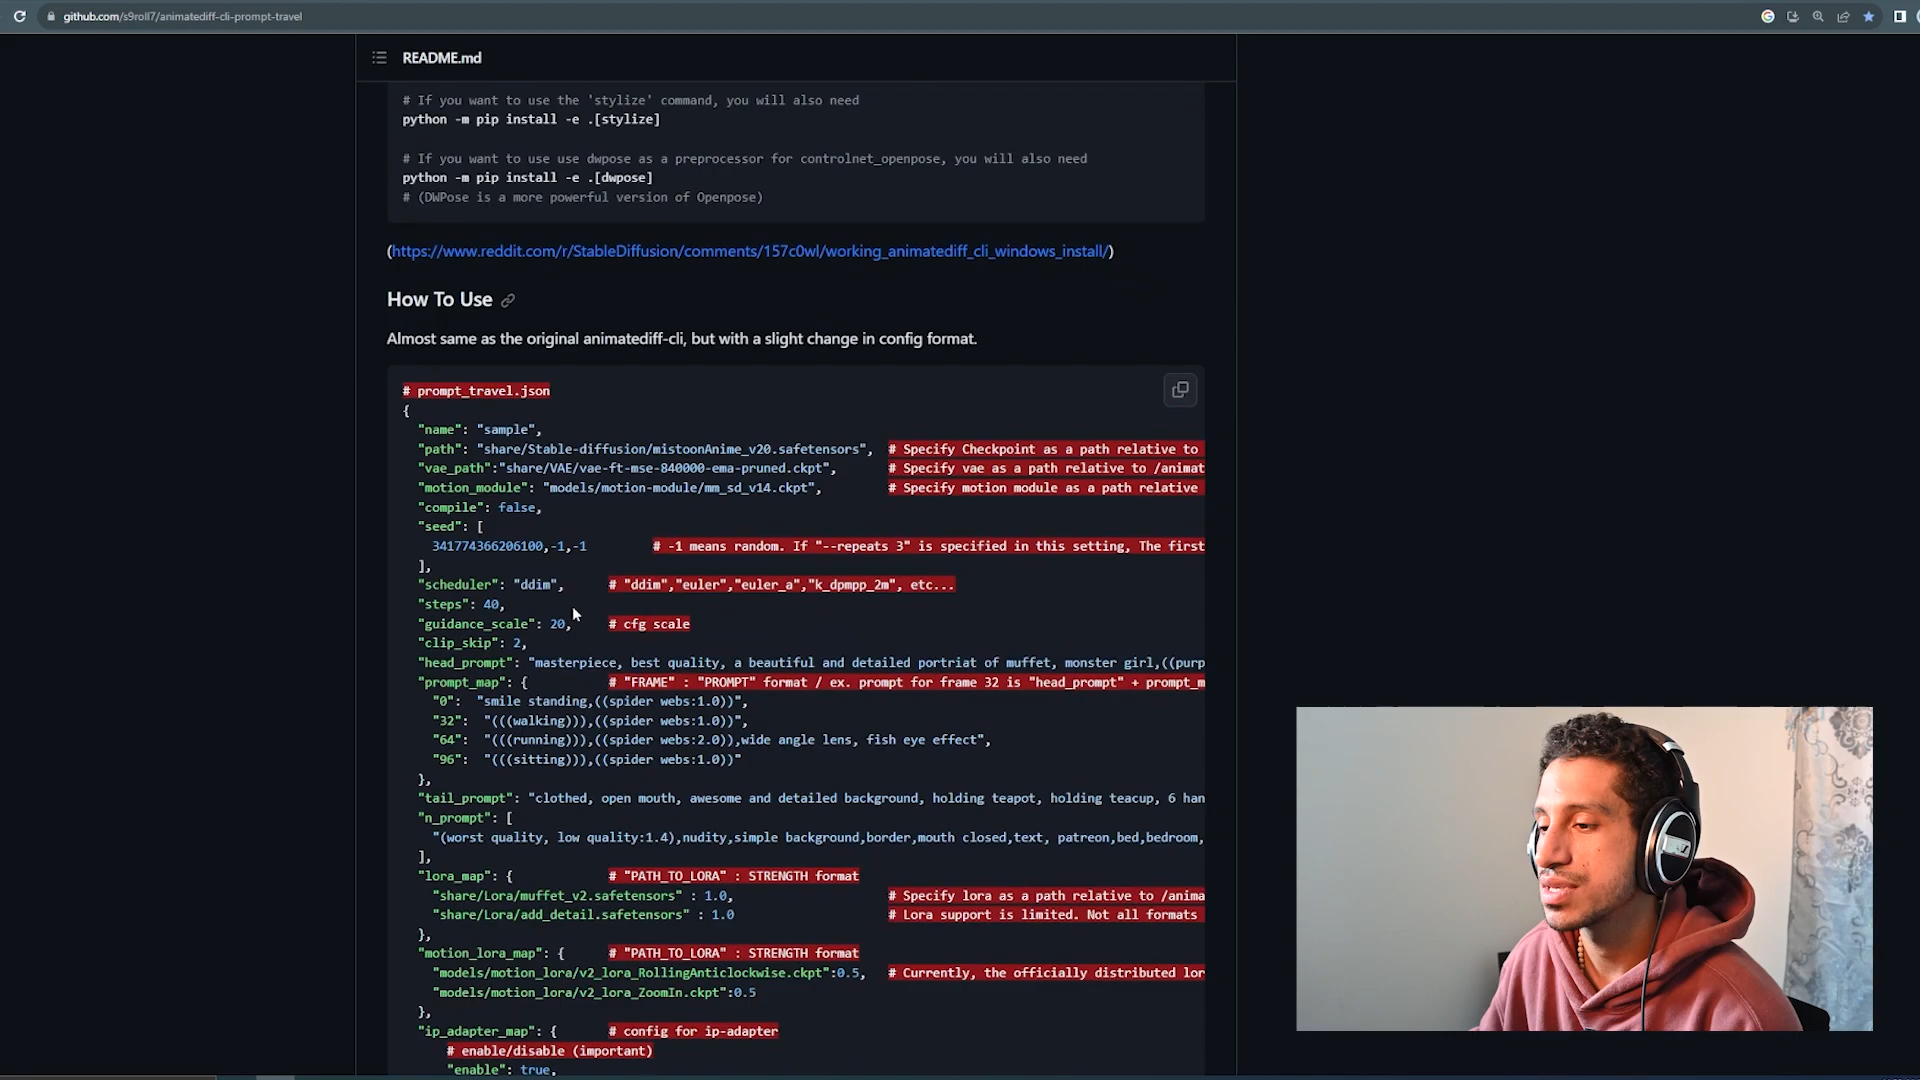 github.com/s9roll7/animatediff-cli-prompt-travel
README.md
# If you want to use the 'stylize' command, you will also need
python -m pip install -e .[stylize]
# If you want to use use dwpose as a preprocessor for controlnet_openpose, you will also need
python -m pip install -e .[dwpose]
# (DWPose is a more powerful version of Openpose)
(https://www.reddit.com/r/StableDiffusion/comments/157c0wl/working_animatediff_cli_windows_install/)
How To Use
Almost same as the original animatediff-cli, but with a slight change in config format.
# prompt_travel.json
{
"name": "sample",
"path": "share/Stable-diffusion/mistoonAnime_v20.safetensors", # Specify Checkpoint as a path relative to
"vae_path":"share/VAE/vae-ft-mse-840000-ema-pruned.ckpt", # Specify vae as a path relative to /animat
"motion_module": "models/motion-module/mm_sd_v14.ckpt", # Specify motion module as a path relative
"compile": false,
"seed": [
341774366206100,-1,-1 # -1 means random. If "--repeats 3" is specified in this setting, The first
],
"scheduler": "ddim", # "ddim","euler","euler_a","k_dpmpp_2m", etc...
"steps": 40,
"guidance_scale": 20, # cfg scale
"clip_skip": 2,
"head_prompt": "masterpiece, best quality, a beautiful and detailed portriat of muffet, monster girl,((purp
"prompt_map": { # "FRAME" : "PROMPT" format / ex. prompt for frame 32 is "head_prompt" + prompt_m
"0": "smile standing,((spider webs:1.0))",
"32": "(((walking))),((spider webs:1.0))",
"64": "(((running))),((spider webs:2.0)),wide angle lens, fish eye effect",
"96": "(((sitting))),((spider webs:1.0))"
},
"tail_prompt": "clothed, open mouth, awesome and detailed background, holding teapot, holding teacup, 6 han
"n_prompt": [
"(worst quality, low quality:1.4),nudity,simple background,border,mouth closed,text, patreon,bed,bedroom,
],
"lora_map": { # "PATH_TO_LORA" : STRENGTH format
"share/Lora/muffet_v2.safetensors" : 1.0, # Specify lora as a path relative to /anima
"share/Lora/add_detail.safetensors" : 1.0 # Lora support is limited. Not all formats
},
"motion_lora_map": { # "PATH_TO_LORA" : STRENGTH format
"models/motion_lora/v2_lora_RollingAnticlockwise.ckpt":0.5, # Currently, the officially distributed lor
"models/motion_lora/v2_lora_ZoomIn.ckpt":0.5
},
"ip_adapter_map": { # config for ip-adapter
# enable/disable (important)
"enable": true,